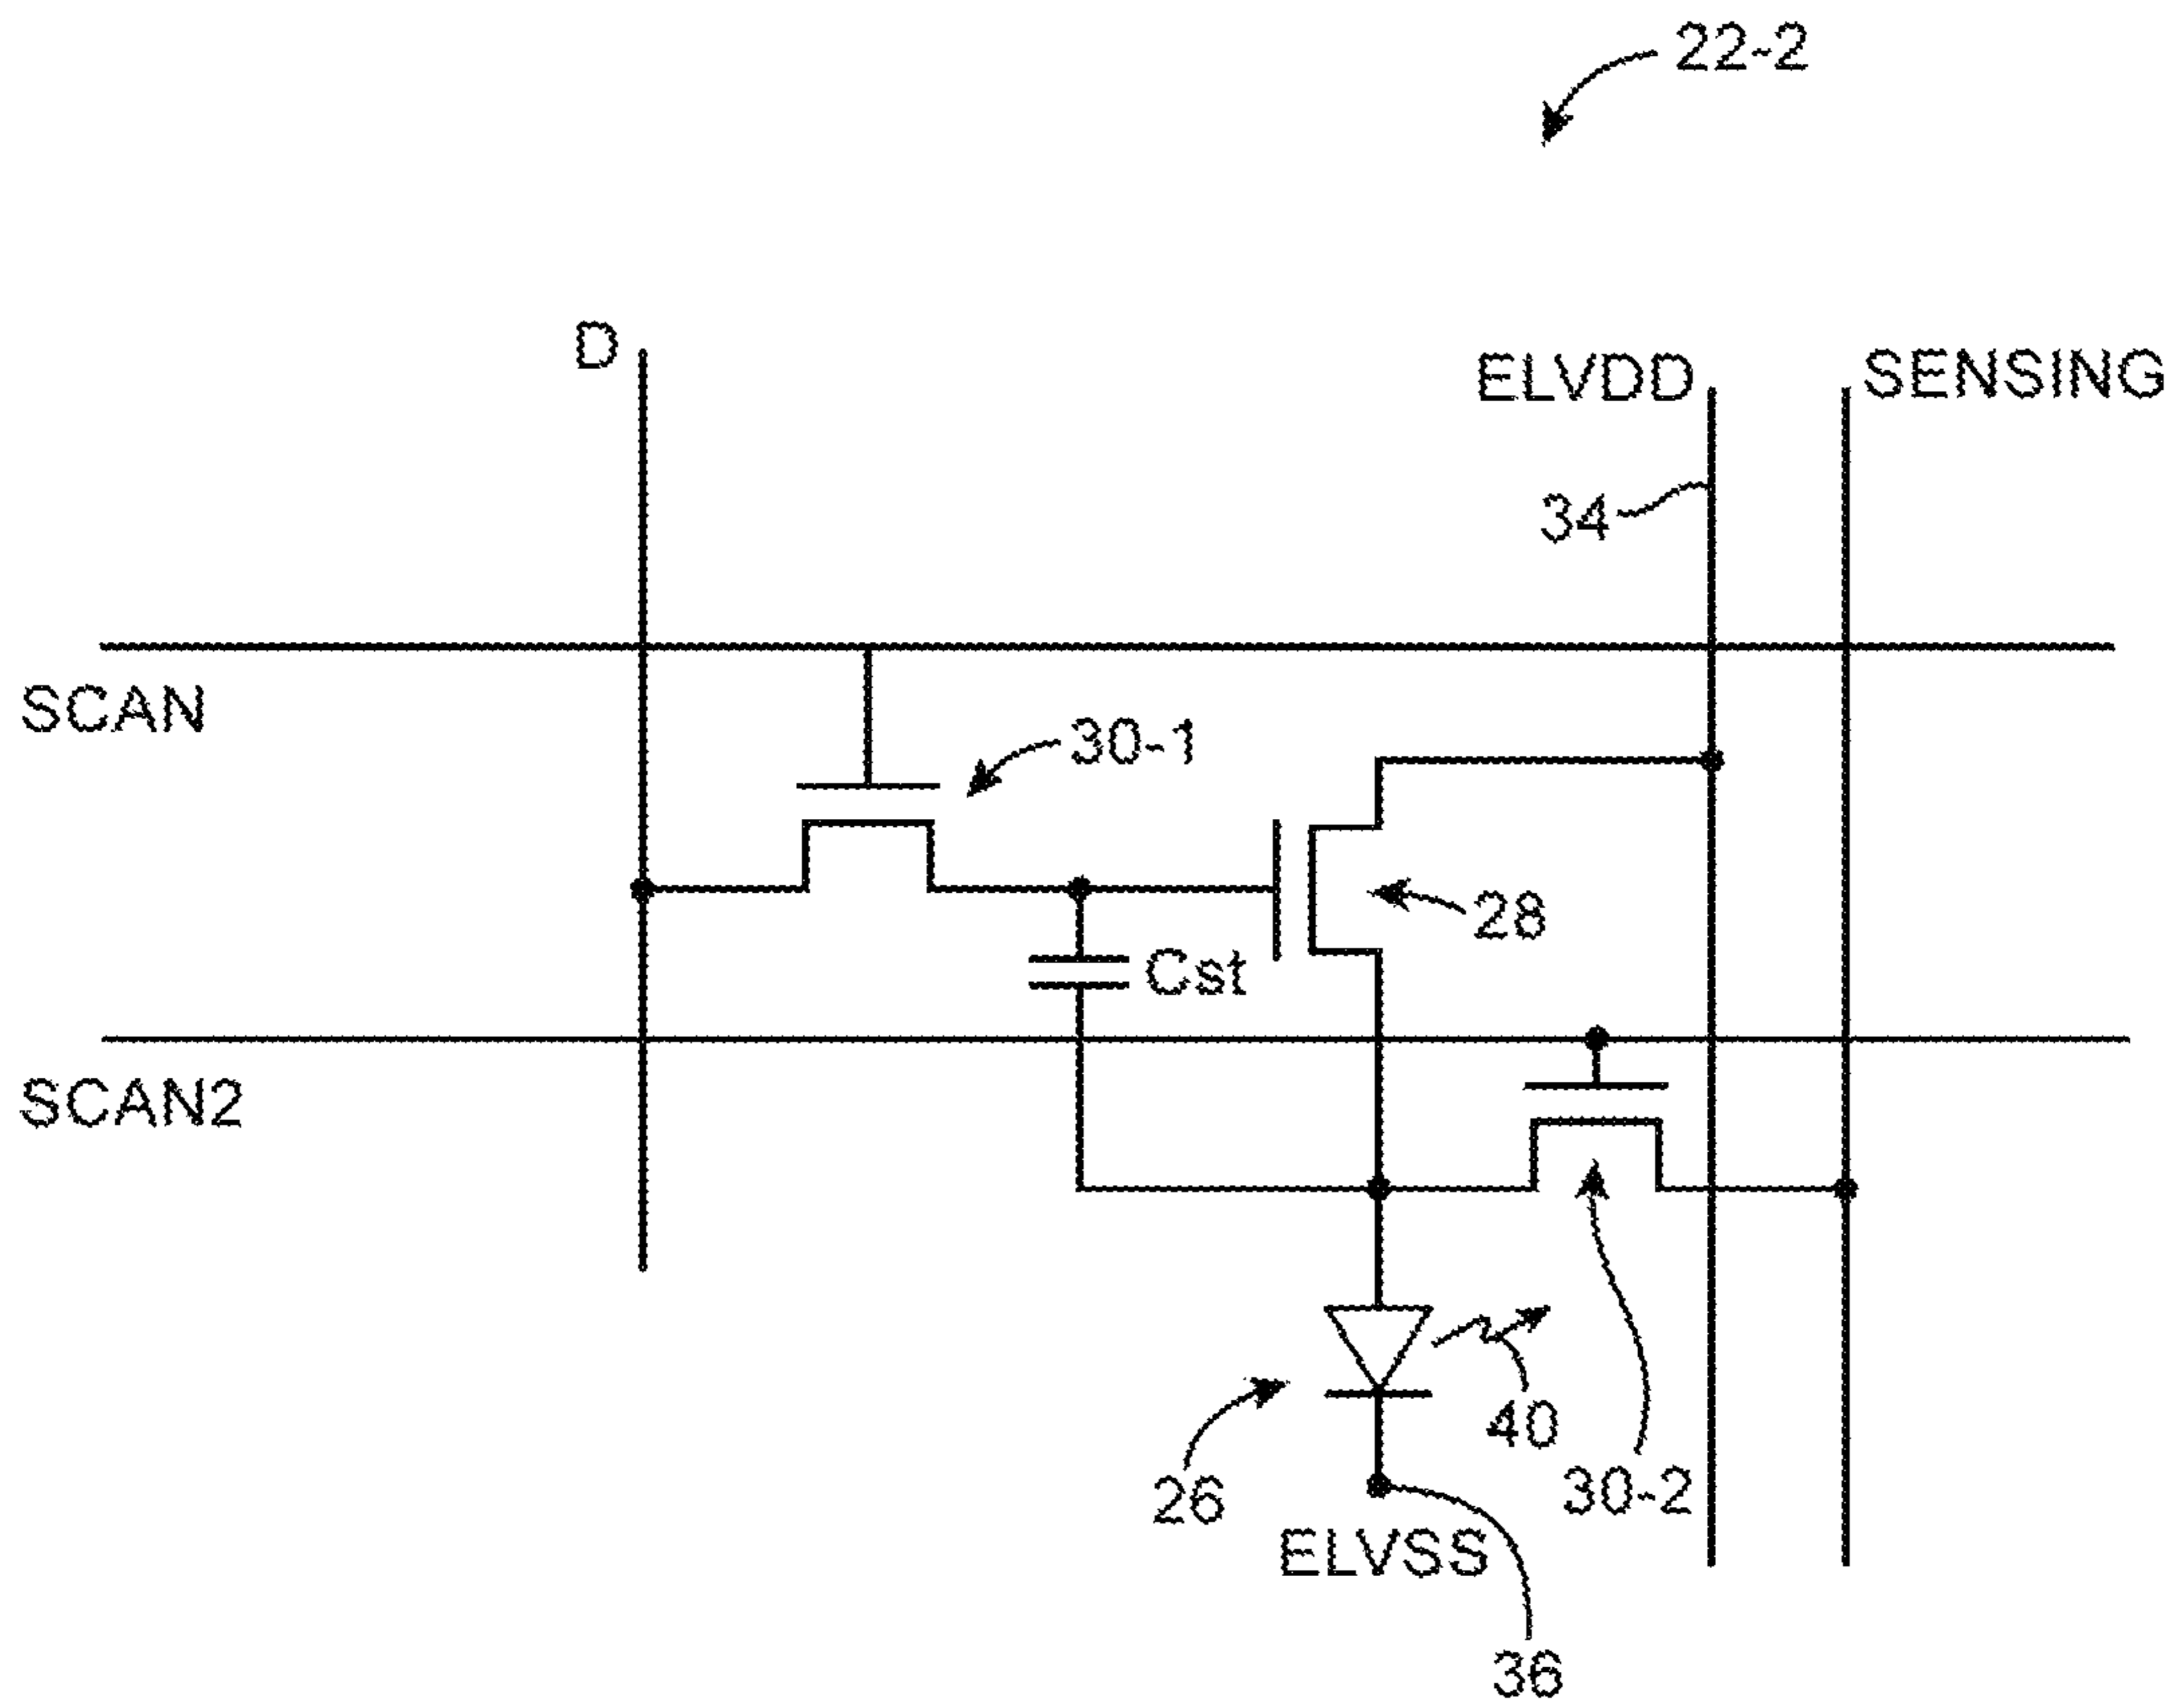 22-2
D
ELVDD
SENSING
34
SCAN
30-1
28
Cst
SCAN2
40
26
30-2
ELVSS
36